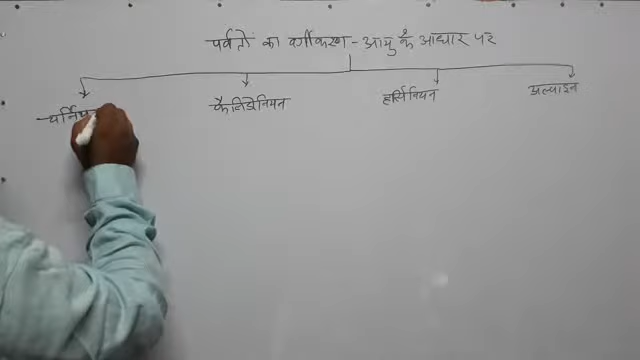 पर्वतों का वर्गीकरण - आयु के आधार पर
कैलिडोनियन हर्सिनियन अल्पाइन